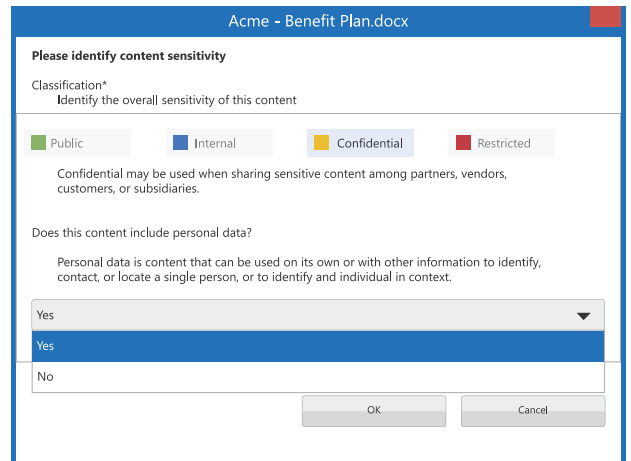 Acme - Benefit Plan.docx
Please identify content sensitivity
Classification*
Identify the overall sensitivity of this content
Public Internal Confidential Restricted
Confidential may be used when sharing sensitive content among partners, vendors,
customers, or subsidiaries.
Does this content include personal data?
Personal data is content that can be used on its own or with other information to identify,
contact, or locate a single person, or to identify and individual in context.
Yes
Yes
No
OK Cancel